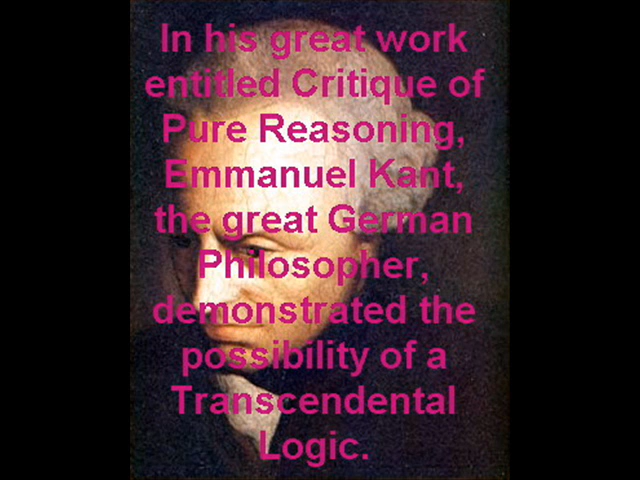 In his great work
entitled Critique of
Pure Reasoning,
Emmanuel Kant,
the great German
Philosopher,
demonstrated the
possibility of a
Transcendental
Logic.